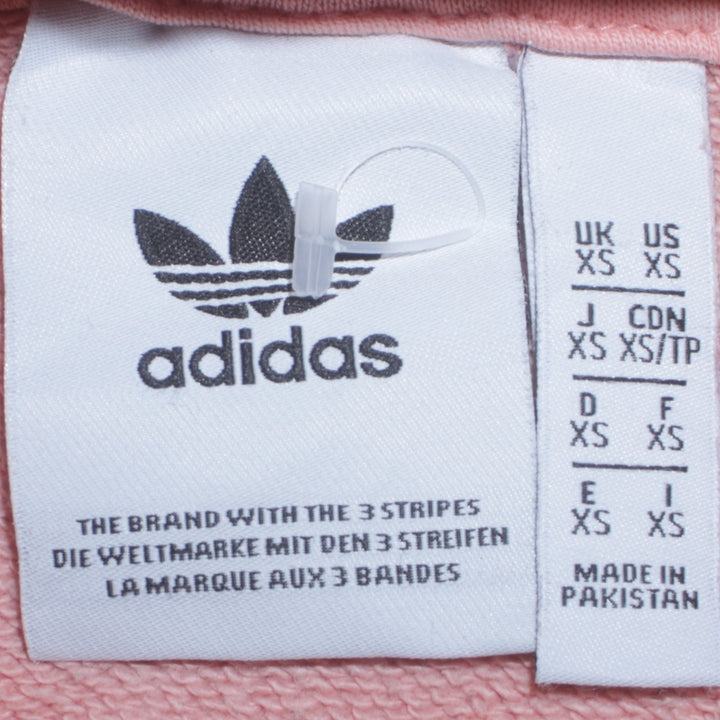 adidas
THE BRAND WITH THE 3 STRIPES
DIE WELTMARKE MIT DEN 3 STREIFEN
LA MARQUE AUX 3 BANDES
UK US
XS XS
J CDN
XS XS/TP
D F
XS XS
E I
XS XS
MADE IN
PAKISTAN